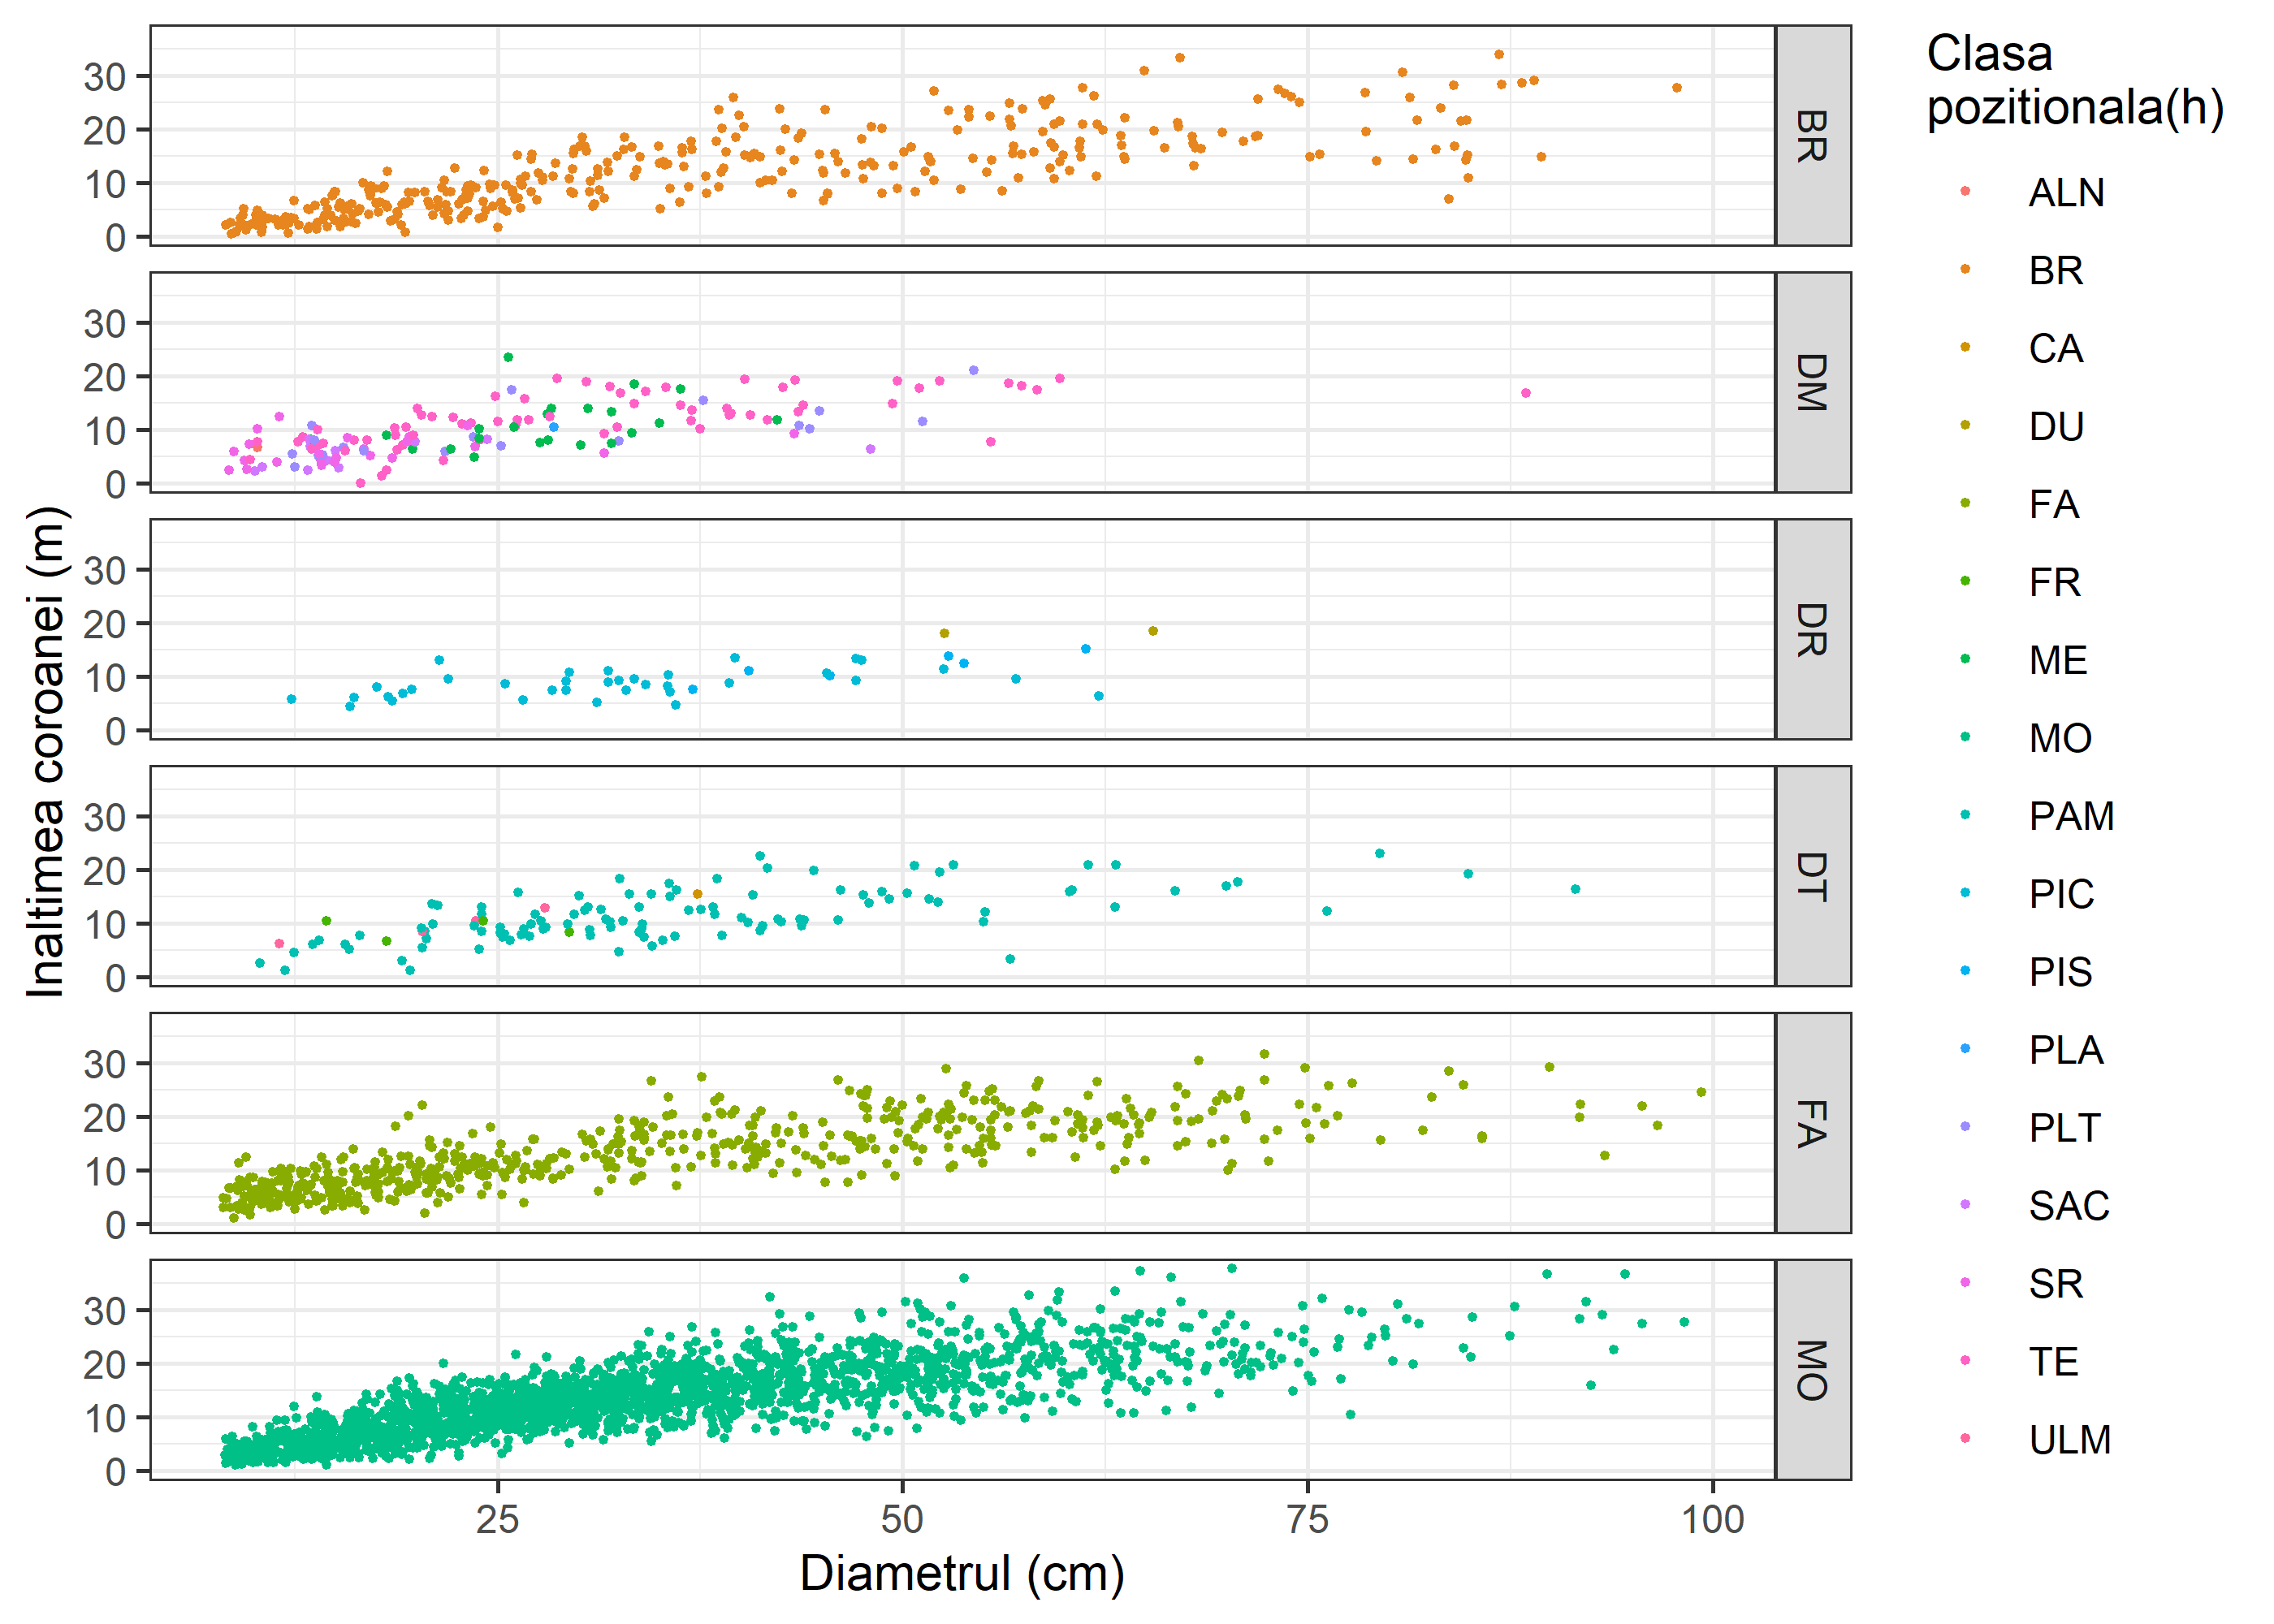 Clasa
pozitionala(h)
ALN
BR
CA
DU
FA
FR
ME
MO
PAM
PIC
PIS
PLA
PLT
SAC
SR
TE
ULM
Inaltimea coroanei (m)
30
20
10
0
BR
30
20
10
0
DM
30
20
10
0
DR
30
20
10
0
DT
30
20
10
0
FA
30
20
10
0
MO
25 50 75 100
Diametrul (cm)